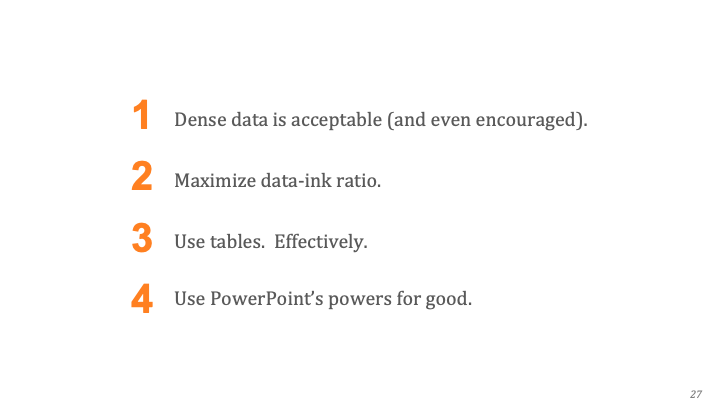 1 Dense data is acceptable (and even encouraged).
2 Maximize data-ink ratio.
3 Use tables.  Effectively.
4 Use PowerPoint’s powers for good.
27